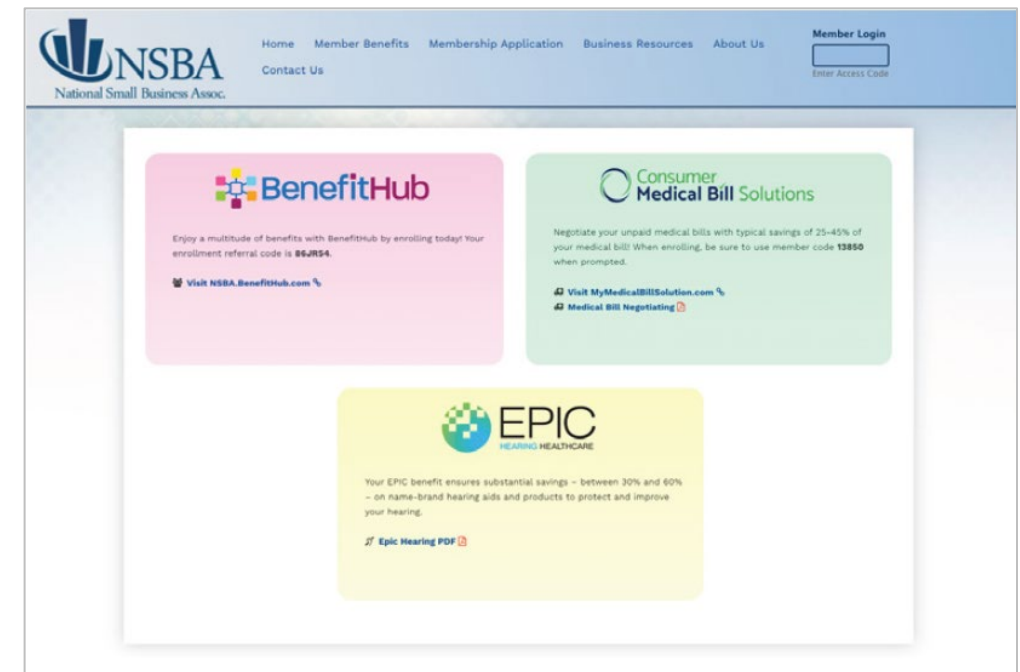 NSBA
National Small Business Assoc.
Home Member Benefits Membership Application Business Resources About Us
Contact Us
Member Login
Enter Access Code
BenefitHub
Enjoy a multitude of benefits with BenefitHub by enrolling today! Your
enrollment referral code is 86JR54.
Visit NSBA.BenefitHub.com
Consumer
Medical Bill Solutions
Negotiate your unpaid medical bills with typical savings of 25-45% of
your medical bill! When enrolling, be sure to use member code 13850
when prompted.
Visit MyMedicalBillSolution.com
Medical Bill Negotiating
EPIC
HEARING HEALTHCARE
Your EPIC benefit ensures substantial savings – between 30% and 60%
– on name-brand hearing aids and products to protect and improve
your hearing.
Epic Hearing PDF